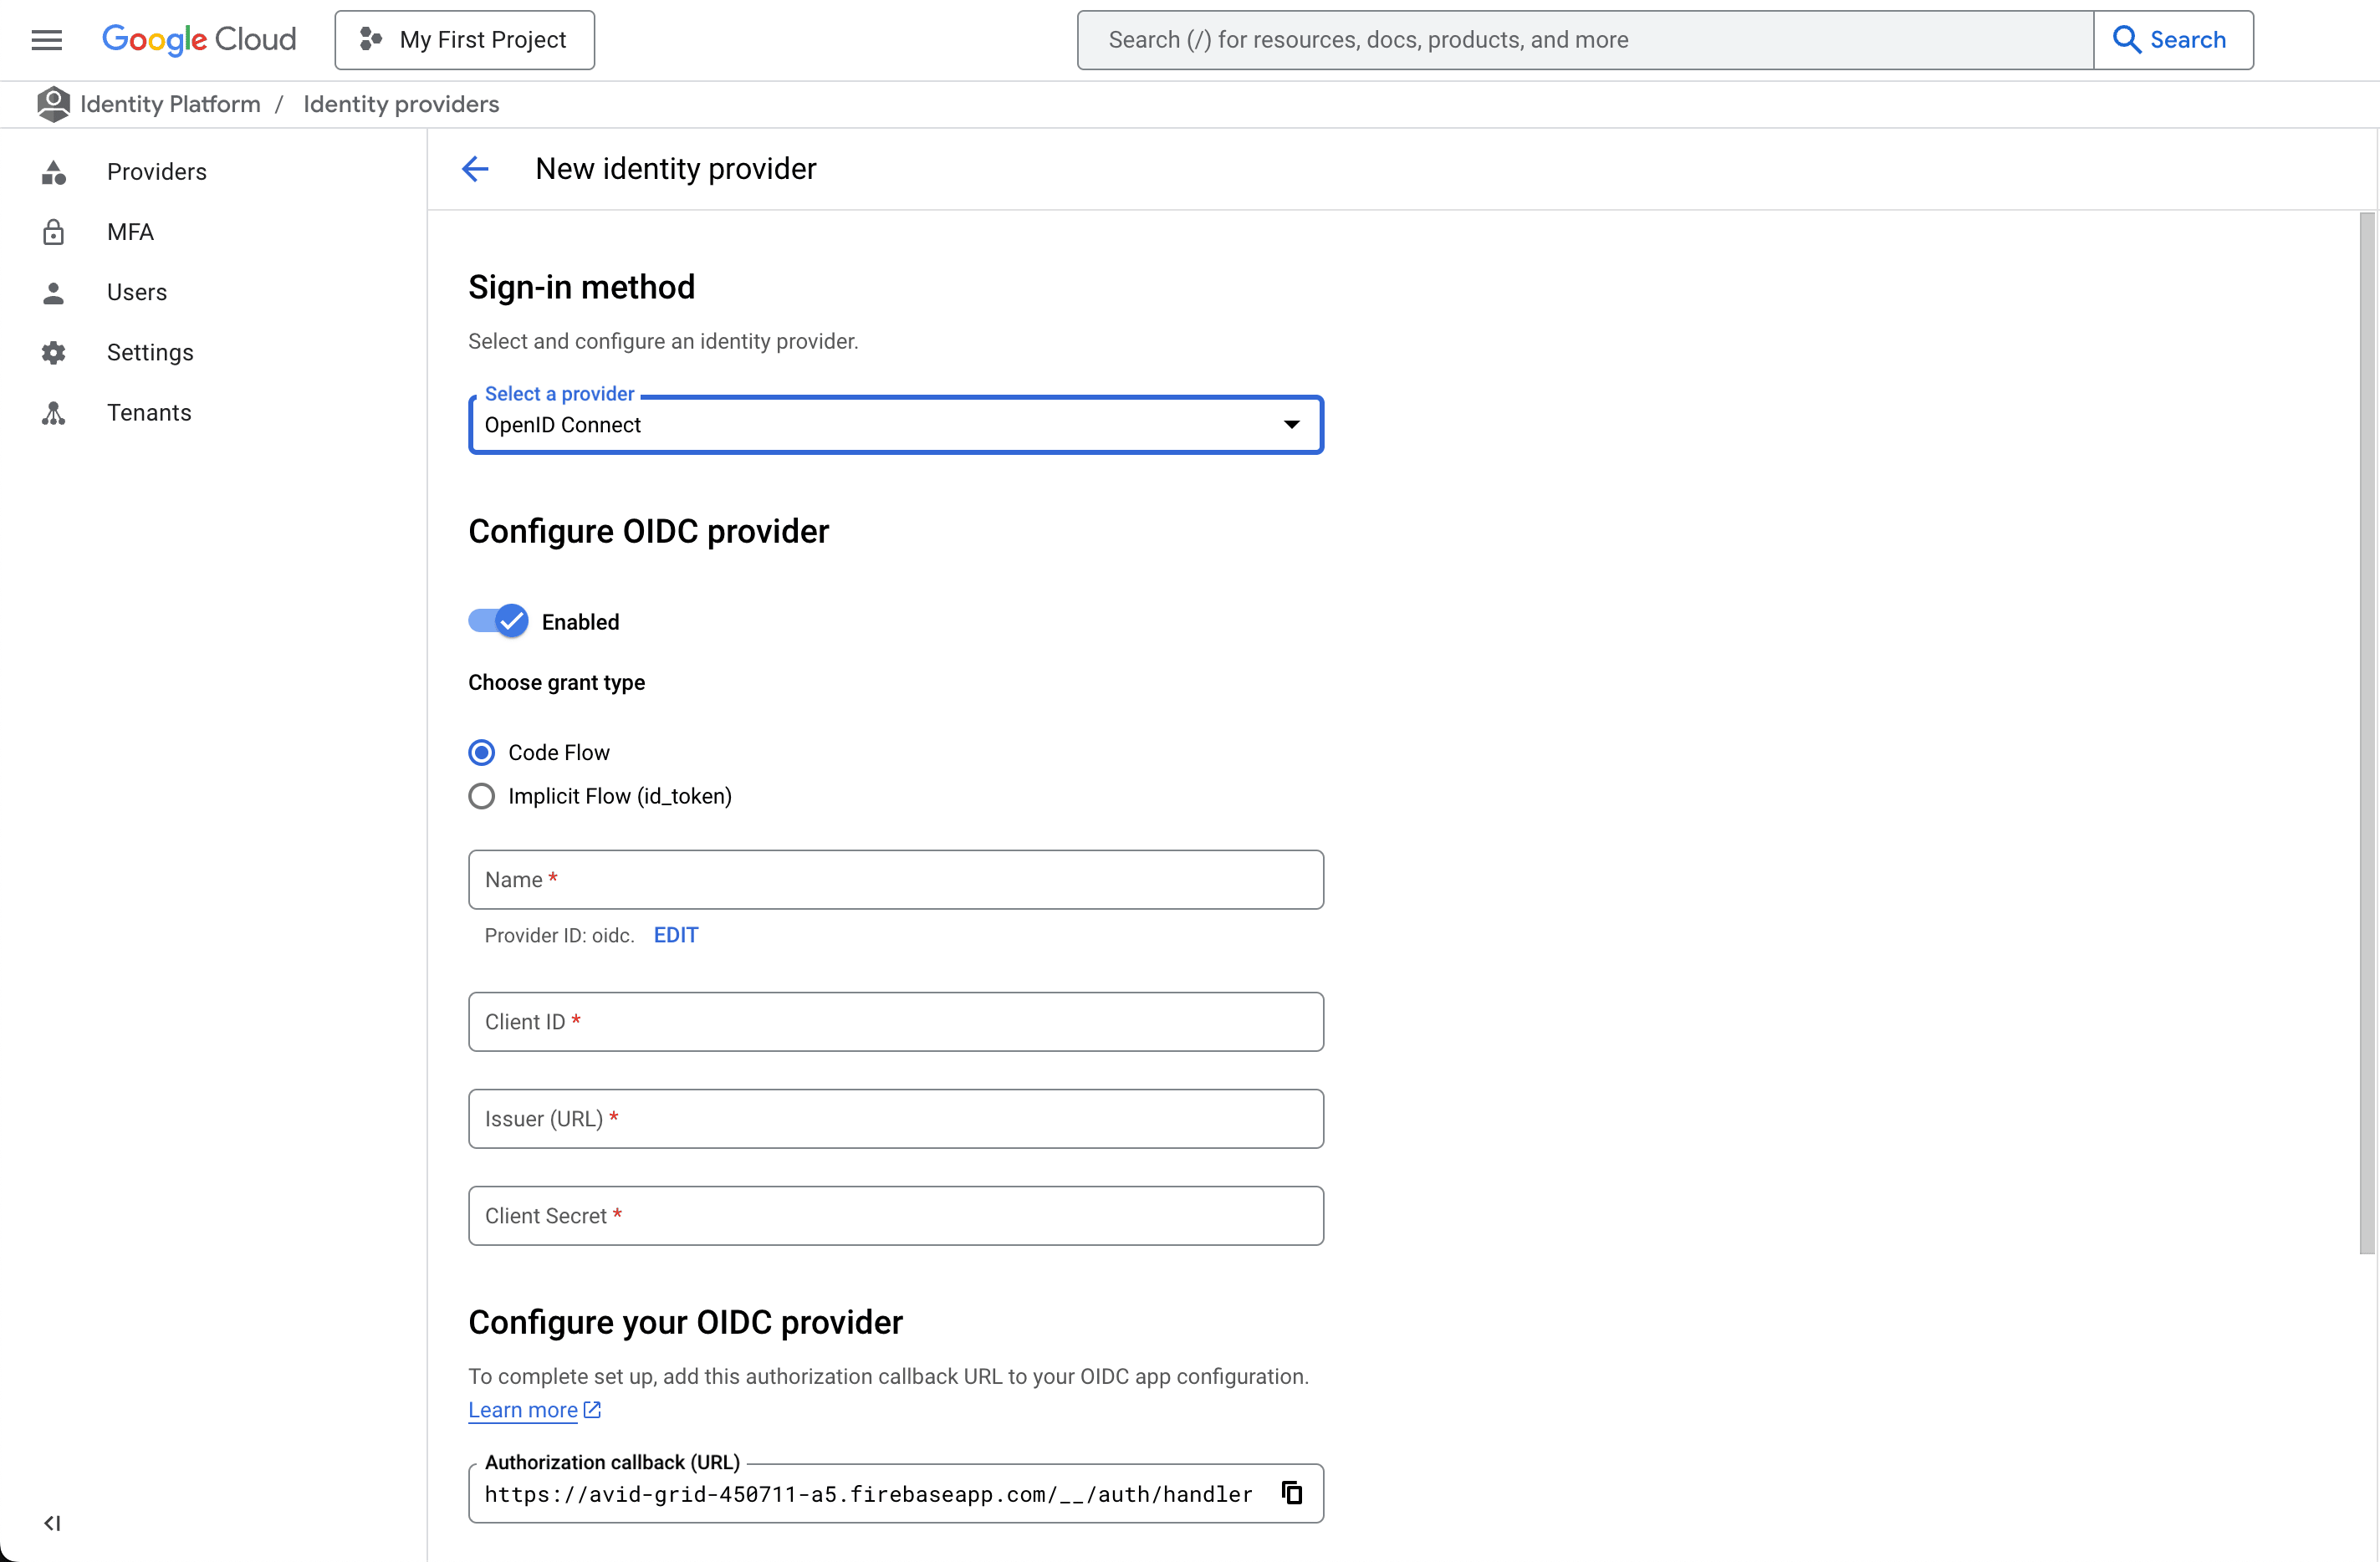 Google Cloud
My First Project
Search (/) for resources, docs, products, and more
Search
Identity Platform / Identity providers
Providers
MFA
Users
Settings
Tenants
New identity provider
Sign-in method
Select and configure an identity provider.
Select a provider
OpenID Connect
Configure OIDC provider
Enabled
Choose grant type
Code Flow
Implicit Flow (id_token)
Name *
Provider ID: oidc. EDIT
Client ID *
Issuer (URL) *
Client Secret *
Configure your OIDC provider
To complete set up, add this authorization callback URL to your OIDC app configuration.
Learn more
Authorization callback (URL)
https://avid-grid-450711-a5.firebaseapp.com/__/auth/handler